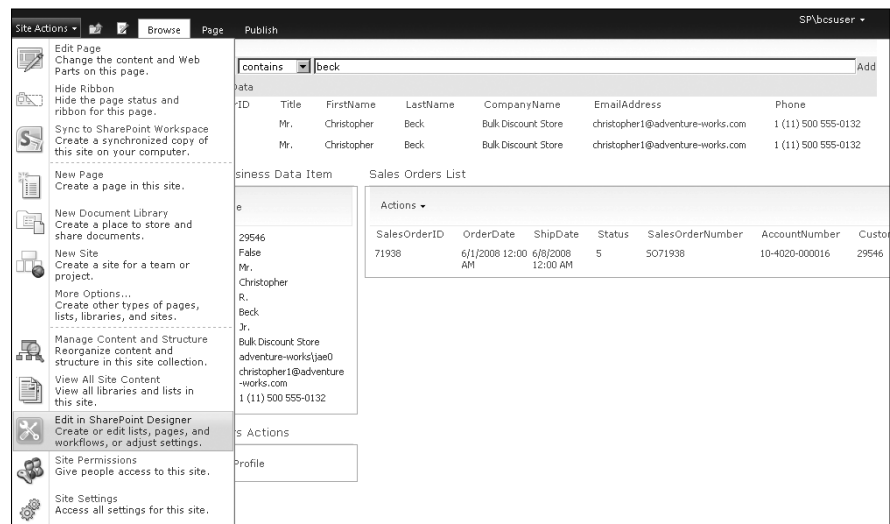 Site Actions
Browse
Page
Publish
SP\bcsuser
Edit Page
Change the content and Web
Parts on this page.
Hide Ribbon
Hide the page status and
ribbon for this page.
Sync to SharePoint Workspace
Create a synchronized copy of
this site on your computer.
New Page
Create a page in this site.
New Document Library
Create a place to store and
share documents.
New Site
Create a site for a team or
project.
More Options...
Create other types of pages,
lists, libraries, and sites.
Manage Content and Structure
Reorganize content and
structure in this site collection.
View All Site Content
View all libraries and lists in
this site.
Edit in SharePoint Designer
Create or edit lists, pages, and
workflows, or adjust settings.
Site Permissions
Give people access to this site.
Site Settings
Access all settings for this site.
contains beck Add
Data
rID Title FirstName LastName CompanyName EmailAddress Phone
Mr. Christopher Beck Bulk Discount Store christopher1@adventure-works.com 1 (11) 500 555-0132
Mr. Christopher Beck Bulk Discount Store christopher1@adventure-works.com 1 (11) 500 555-0132
siness Data Item
e
29546
False
Mr.
Christopher
R.
Beck
Jr.
Bulk Discount Store
adventure-works\jae0
christopher1@adventure
-works.com
1 (11) 500 555-0132
s Actions
Profile
Sales Orders List
Actions
SalesOrderID OrderDate ShipDate Status SalesOrderNumber AccountNumber Custor
71938 6/1/2008 12:00 6/8/2008 5 SO71938 10-4020-000016 29546
AM 12:00 AM